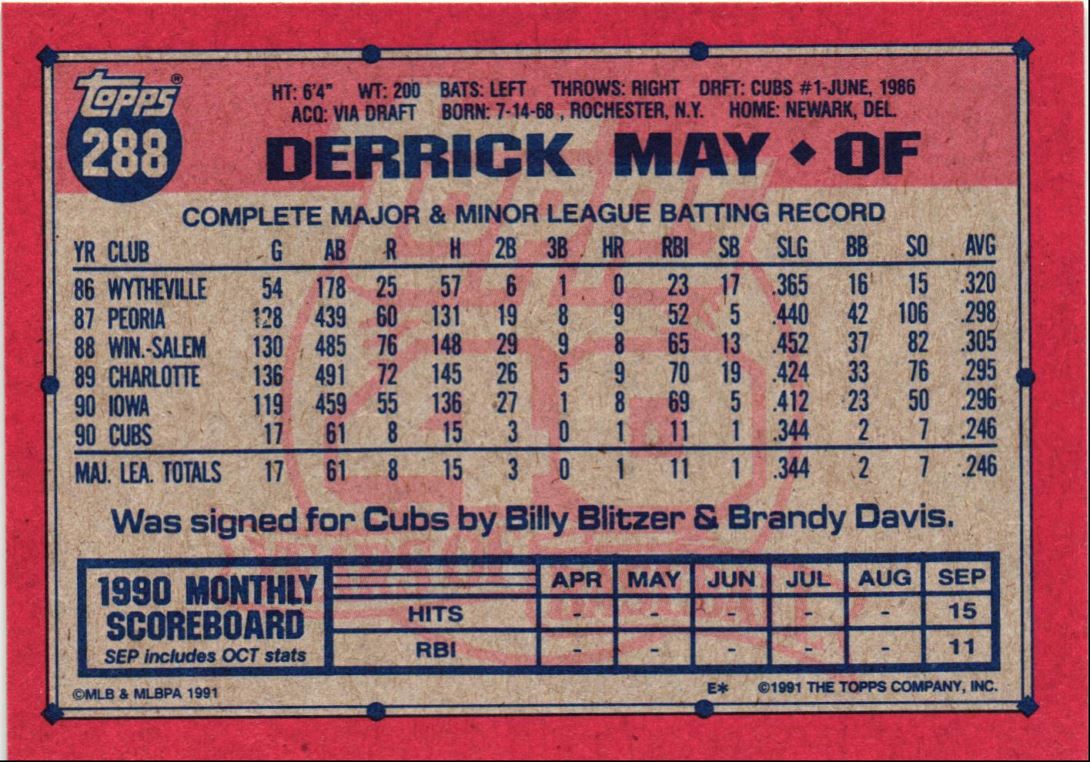 TOPPS®
288
HT: 6'4" WT: 200 BATS: LEFT THROWS: RIGHT DRFT: CUBS #1-JUNE, 1986
ACQ: VIA DRAFT BORN: 7-14-68 , ROCHESTER, N.Y. HOME: NEWARK, DEL.
DERRICK MAY ◆ OF
COMPLETE MAJOR & MINOR LEAGUE BATTING RECORD
YR CLUB G AB R H 2B 3B HR RBI SB SLG BB SO AVG
86 WYTHEVILLE 54 178 25 57 6 1 0 23 17 .365 16 15 .320
87 PEORIA 128 439 60 131 19 8 9 52 5 .440 42 106 .298
88 WIN.-SALEM 130 485 76 148 29 9 8 65 13 .452 37 82 .305
89 CHARLOTTE 136 491 72 145 26 5 9 70 19 .424 33 76 .295
90 IOWA 119 459 55 136 27 1 8 69 5 .412 23 50 .296
90 CUBS 17 61 8 15 3 0 1 11 1 .344 2 7 .246
MAJ. LEA. TOTALS 17 61 8 15 3 0 1 11 1 .344 2 7 .246
Was signed for Cubs by Billy Blitzer & Brandy Davis.
1990 MONTHLY
SCOREBOARD
SEP includes OCT stats
APR MAY JUN JUL AUG SEP
HITS - - - - - 15
RBI - - - - - 11
©MLB & MLBPA 1991
E* ©1991 THE TOPPS COMPANY, INC.